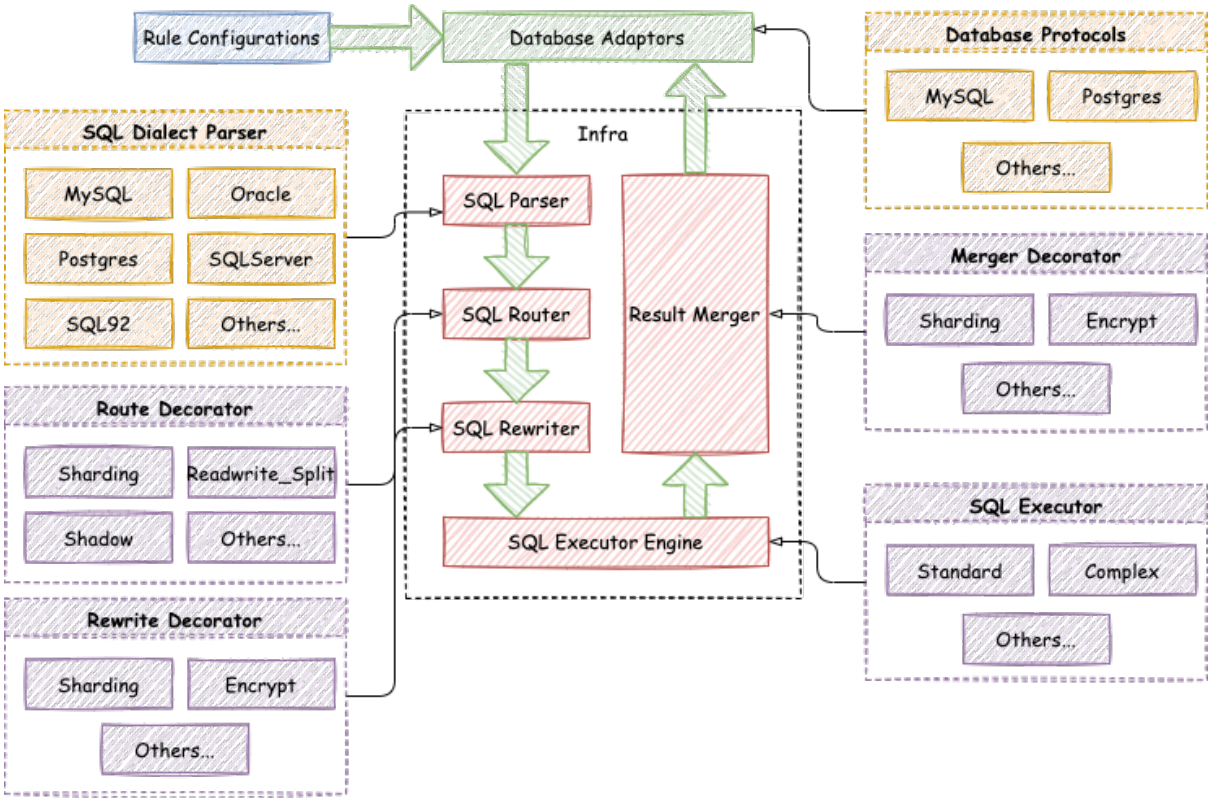 Rule Configurations
Database Adaptors
Database Protocols
MySQL
Postgres
Others...
SQL Dialect Parser
MySQL
Oracle
Postgres
SQLServer
SQL92
Others...
Infra
SQL Parser
SQL Router
SQL Rewriter
Result Merger
SQL Executor Engine
Merger Decorator
Sharding
Encrypt
Others...
Route Decorator
Sharding
Readwrite_Split
Shadow
Others...
SQL Executor
Standard
Complex
Others...
Rewrite Decorator
Sharding
Encrypt
Others...